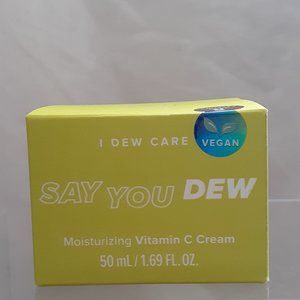 I DEW CARE
VEGAN
SAY YOU DEW
Moisturizing Vitamin C Cream
50 mL/1.69 FL.OZ.